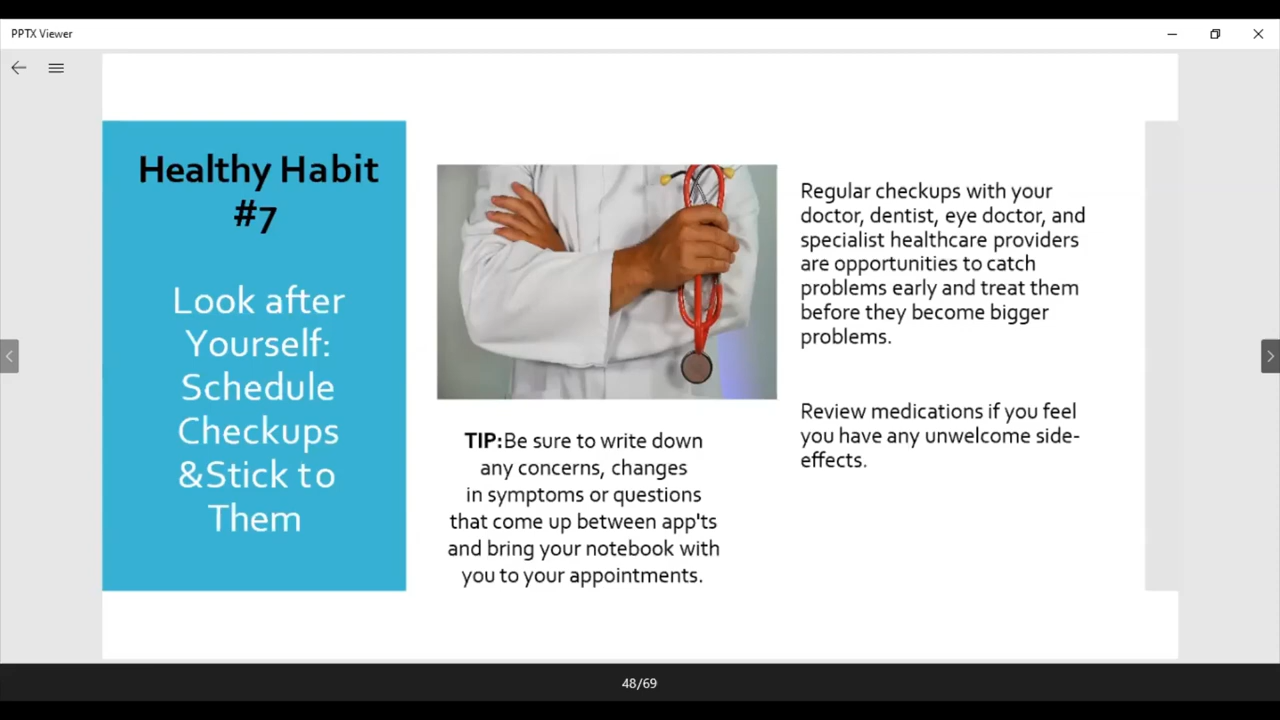 PPTX Viewer
Healthy Habit
#7
Look after
Yourself:
Schedule
Checkups
&Stick to
Them
TIP:Be sure to write down
any concerns, changes
in symptoms or questions
that come up between app'ts
and bring your notebook with
you to your appointments.
Regular checkups with your
doctor, dentist, eye doctor, and
specialist healthcare providers
are opportunities to catch
problems early and treat them
before they become bigger
problems.
Review medications if you feel
you have any unwelcome side-
effects.
48/69